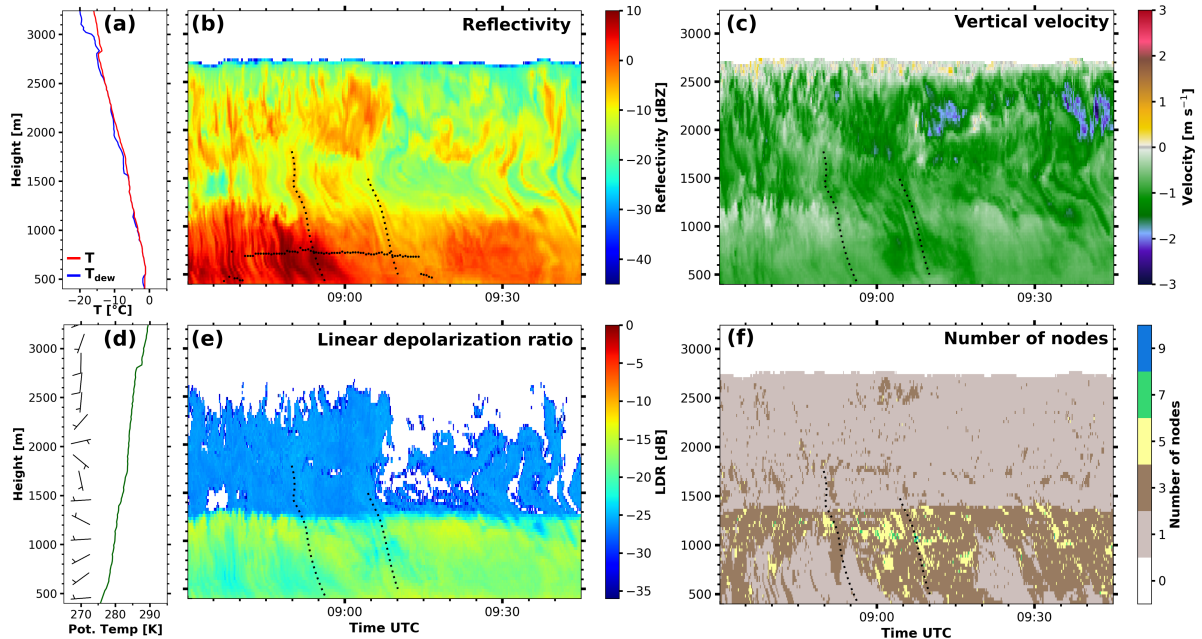 (a)
3000
2500
2000
1500
1000
500
Height [m]
T
T_dew
−20
−10
0
T [°C]
(b)
Reflectivity
09:00
09:30
10
0
−10
−20
−30
−40
Reflectivity [dBZ]
(c)
Vertical velocity
3000
2500
2000
1500
1000
500
09:00
09:30
3
2
1
0
−1
−2
−3
Velocity [m s⁻¹]
(d)
3000
2500
2000
1500
1000
500
Height [m]
270
280
290
Pot. Temp [K]
(e)
Linear depolarization ratio
09:00
09:30
Time UTC
0
−5
−10
−15
−20
−25
−30
−35
LDR [dB]
(f)
Number of nodes
3000
2500
2000
1500
1000
500
09:00
09:30
Time UTC
9
7
5
3
1
0
Number of nodes